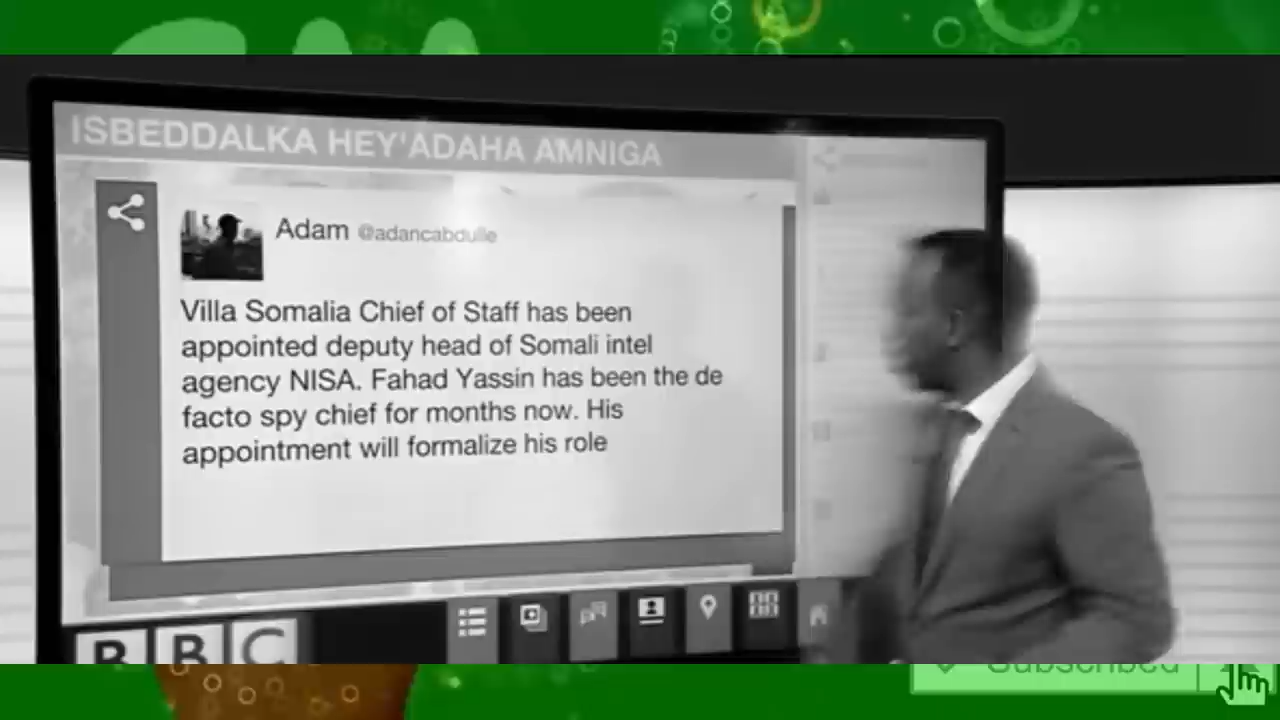 ISBEDDALKA HEY'ADAHA AMNIGA
Adam @adancabdulle
Villa Somalia Chief of Staff has been
appointed deputy head of Somali intel
agency NISA. Fahad Yassin has been the de
facto spy chief for months now. His
appointment will formalize his role
BBC
Subscribed